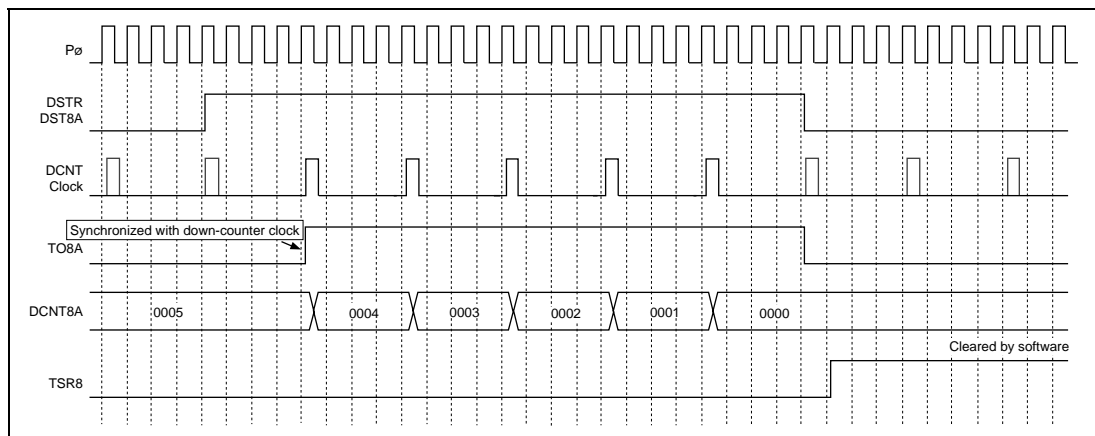 Pø
DSTR
DST8A
DCNT
Clock
Synchronized with down-counter clock
TO8A
DCNT8A
0005
0004
0003
0002
0001
0000
Cleared by software
TSR8